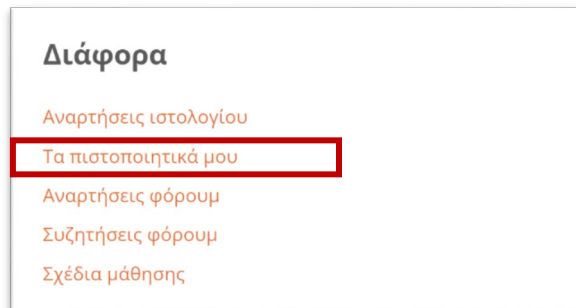 Διάφορα
Αναρτήσεις ιστολογίου
Τα πιστοποιητικά μου
Αναρτήσεις φόρουμ
Συζητήσεις φόρουμ
Σχέδια μάθησης